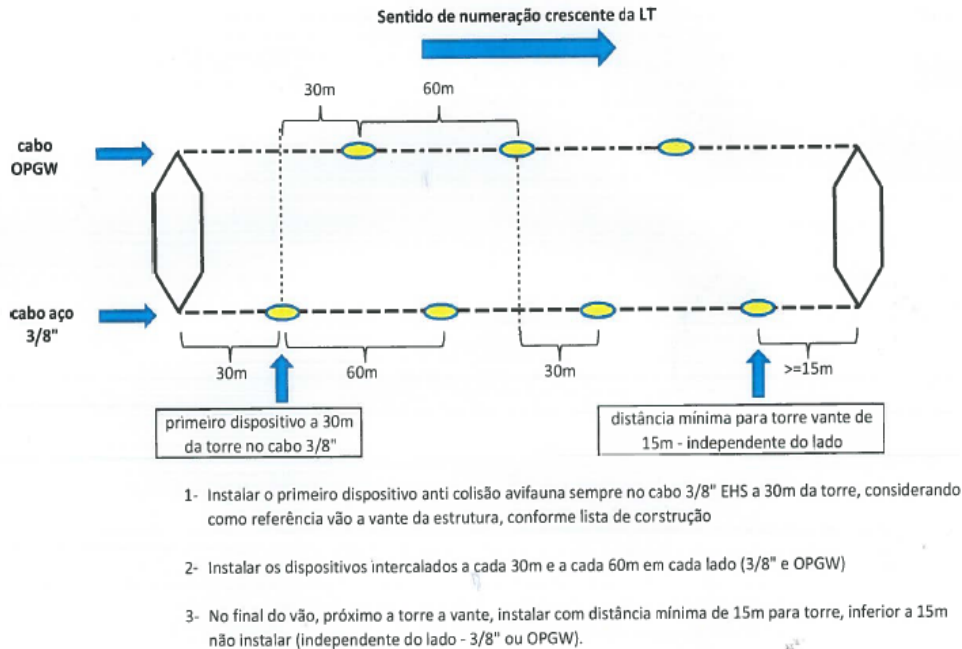 Sentido de numeração crescente da LT
30m
60m
cabo
OPGW
cabo aço
3/8"
30m
60m
30m
>=15m
primeiro dispositivo a 30m
da torre no cabo 3/8"
distância mínima para torre vante de
15m - independente do lado
1- Instalar o primeiro dispositivo anti colisão avifauna sempre no cabo 3/8" EHS a 30m da torre, considerando
como referência vão a vante da estrutura, conforme lista de construção
2- Instalar os dispositivos intercalados a cada 30m e a cada 60m em cada lado (3/8" e OPGW)
3- No final do vão, próximo a torre a vante, instalar com distância mínima de 15m para torre, inferior a 15m
não instalar (independente do lado - 3/8" ou OPGW).